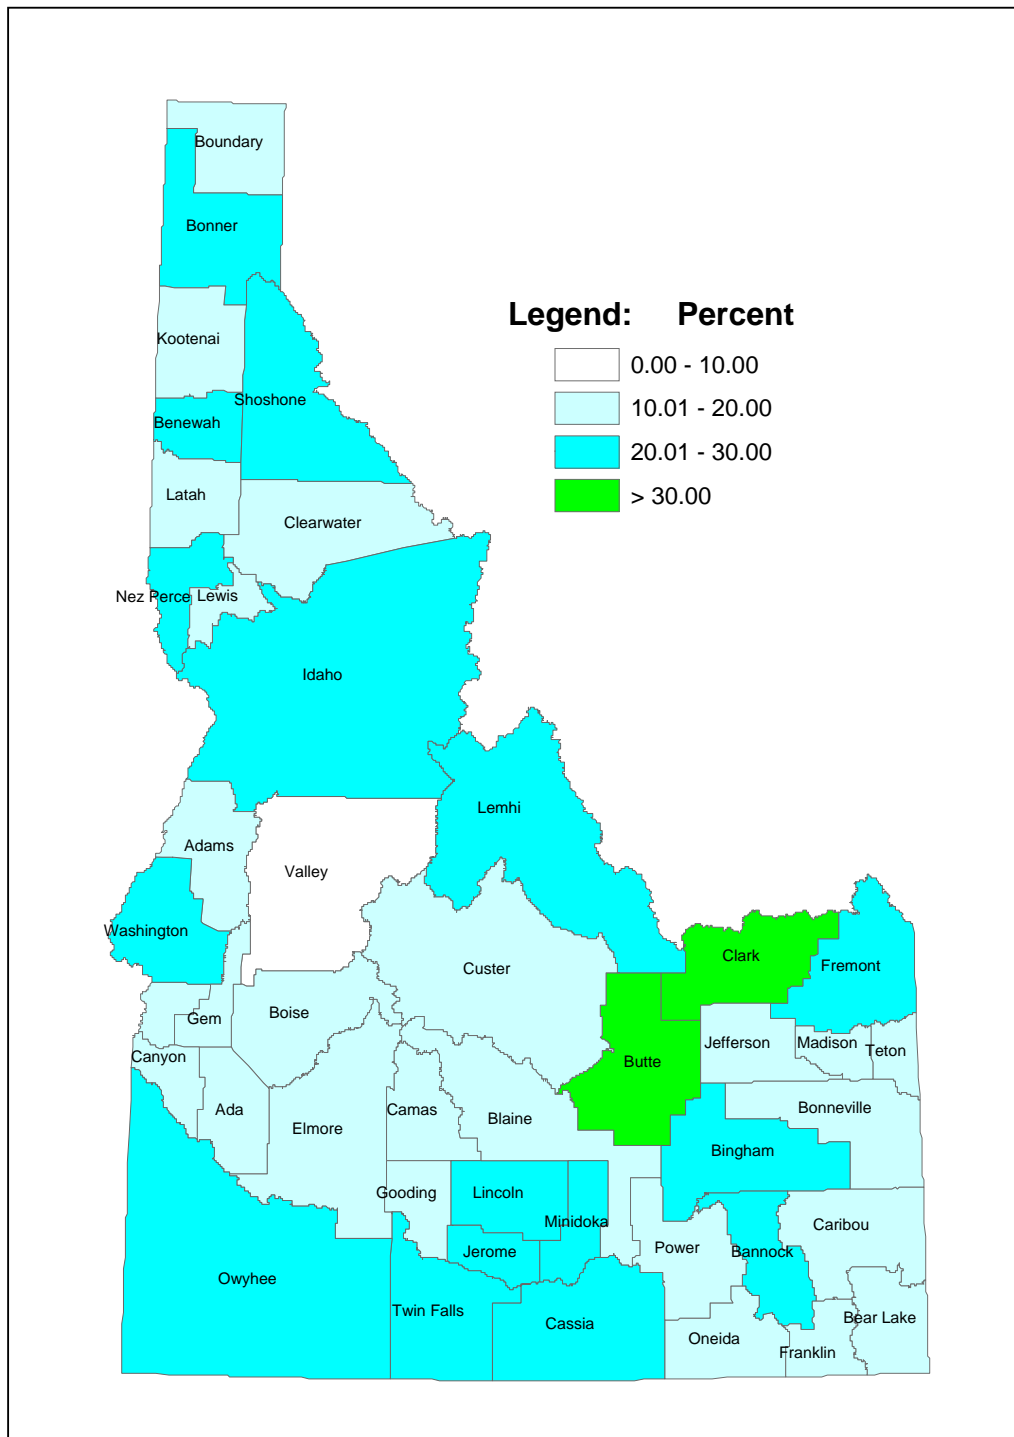 Boundary
Bonner
Legend: Percent
Kootenai
0.00 - 10.00
Shoshone
10.01 - 20.00
Benewah
20.01 - 30.00
Latah
> 30.00
Clearwater
Nez Perce
Lewis
Idaho
Lemhi
Adams
Valley
Washington
Custer
Clark
Fremont
Gem
Boise
Canyon
Butte
Jefferson
Madison
Teton
Ada
Elmore
Camas
Blaine
Bonneville
Bingham
Gooding
Lincoln
Minidoka
Caribou
Power
Bannock
Jerome
Owyhee
Twin Falls
Cassia
Oneida
Bear Lake
Franklin